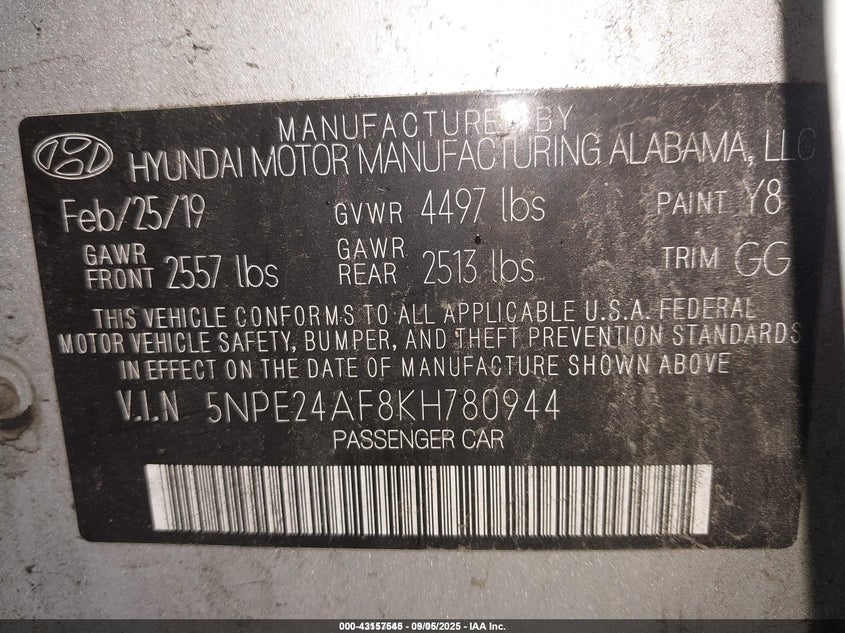 MANUFACTURED BY
HYUNDAI MOTOR MANUFACTURING ALABAMA, LLC
Feb/25/19 GVWR 4497 lbs PAINT Y8
GAWR FRONT 2557 lbs GAWR REAR 2513 lbs TRIM GG
THIS VEHICLE CONFORMS TO ALL APPLICABLE U.S.A. FEDERAL
MOTOR VEHICLE SAFETY, BUMPER, AND THEFT PREVENTION STANDARDS
IN EFFECT ON THE DATE OF MANUFACTURE SHOWN ABOVE
V.I.N 5NPE24AF8KH780944
PASSENGER CAR
000-43157545 - 09/05/2025 - IAA Inc.